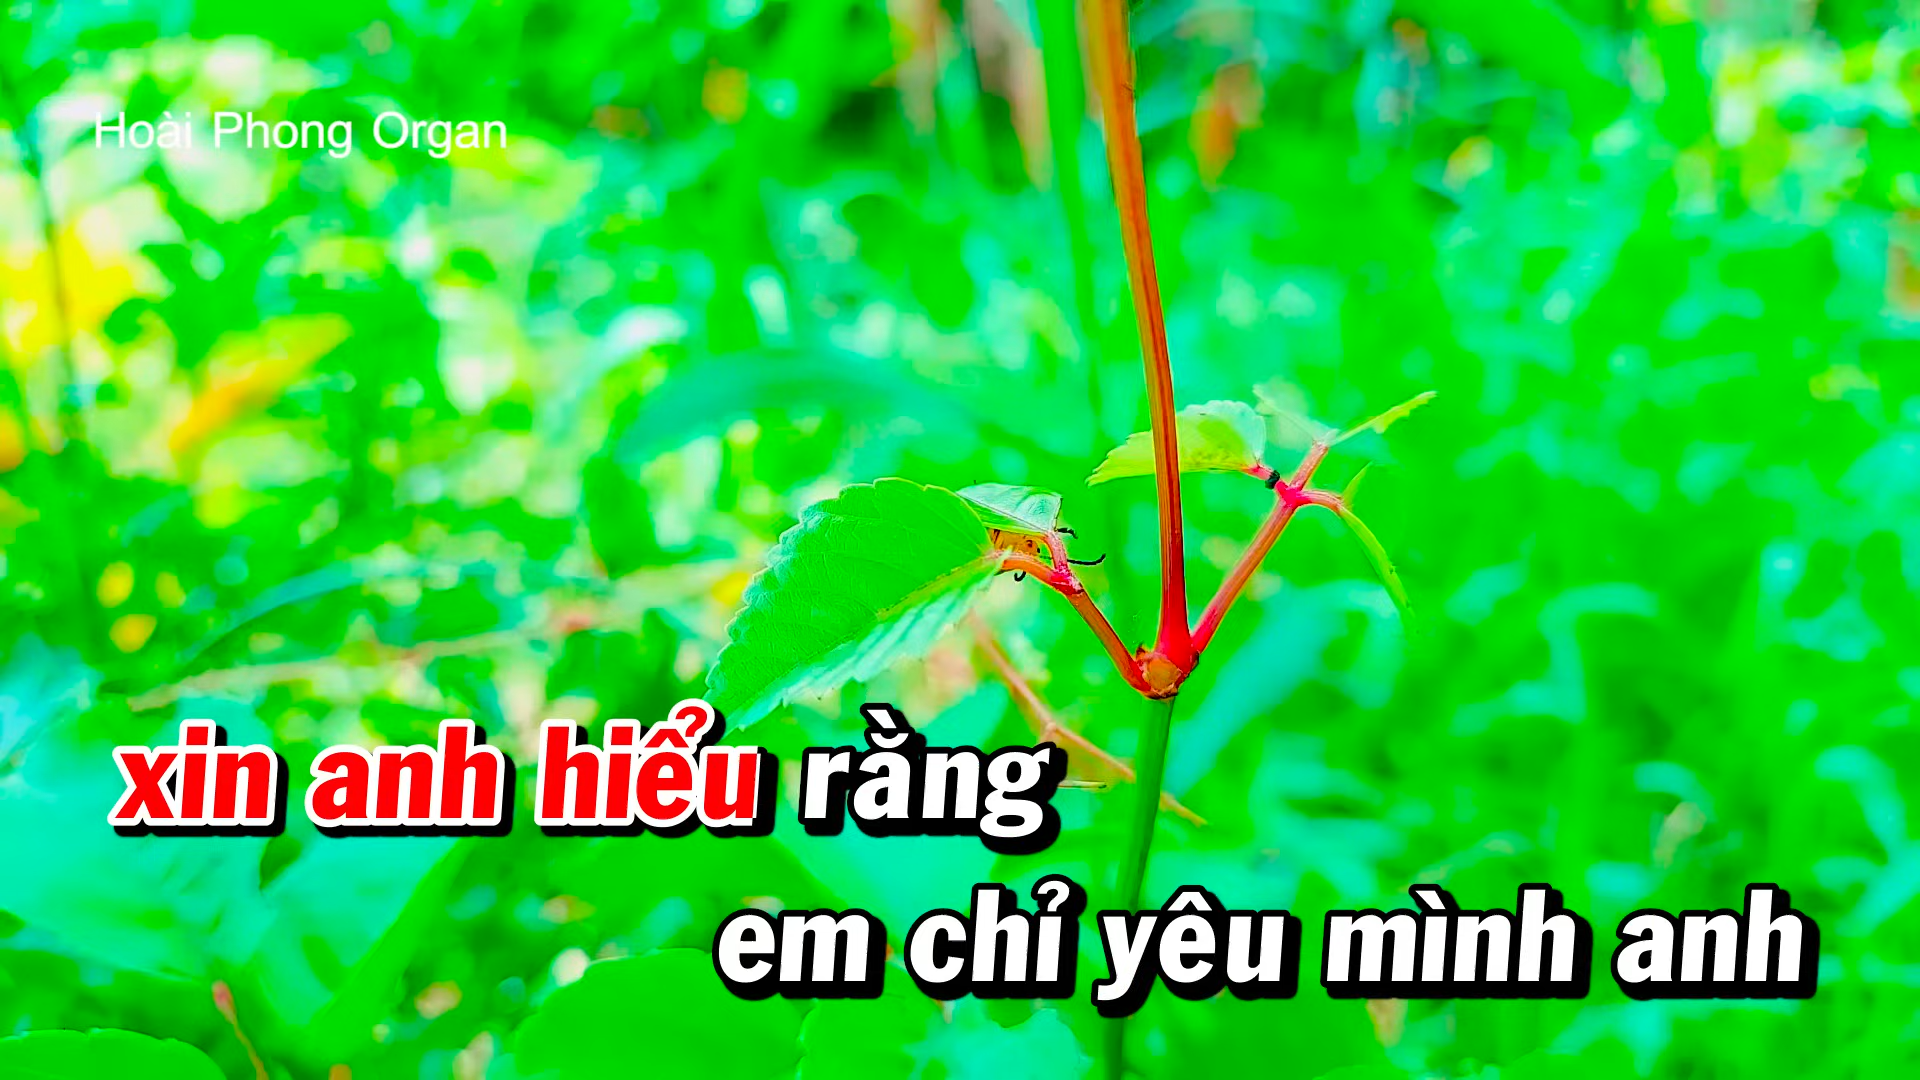 Hoài Phong Organ
xin anh hiểu rằng
em chỉ yêu mình anh